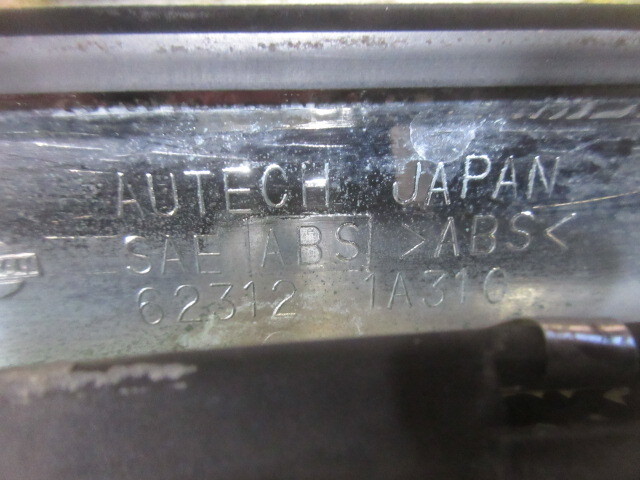 AUTECH JAPAN
SAE ABS >ABS<
62312 1A310